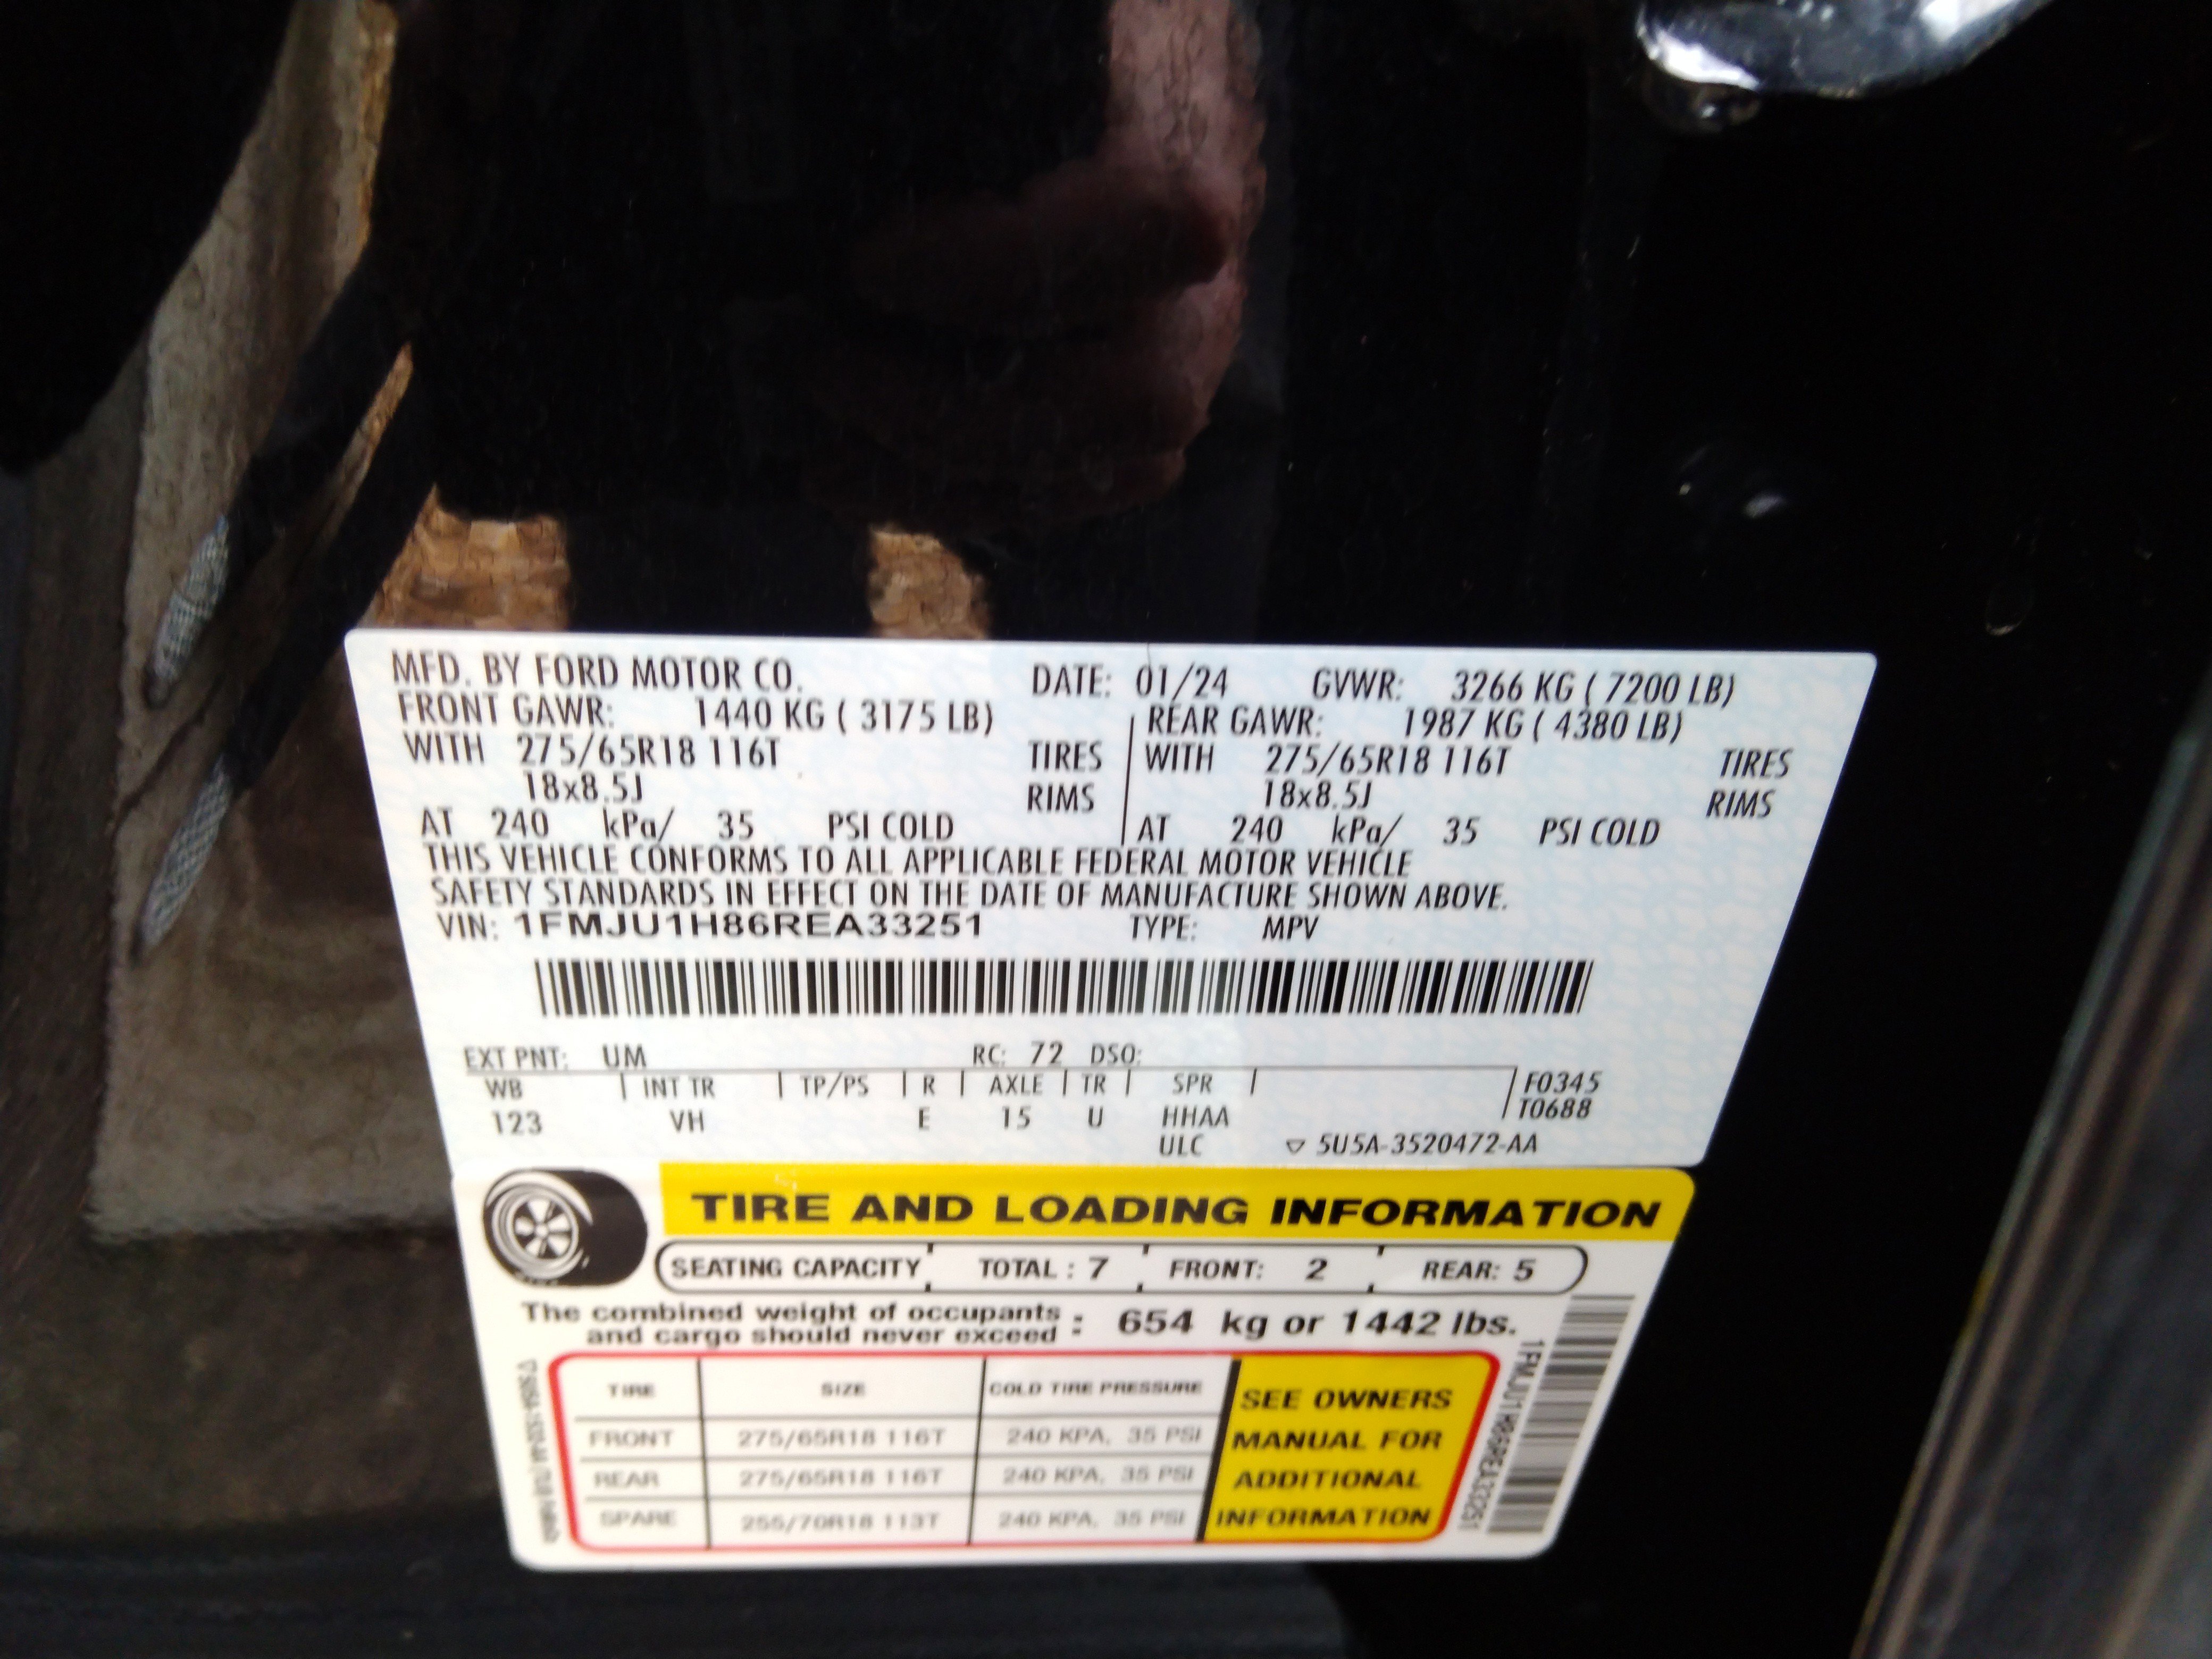 MFD. BY FORD MOTOR CO. DATE: 01/24 GVWR: 3266 KG ( 7200 LB)
FRONT GAWR: 1440 KG ( 3175 LB) REAR GAWR: 1987 KG ( 4380 LB)
WITH 275/65R18 116T TIRES WITH 275/65R18 116T TIRES
18x8.5J RIMS 18x8.5J RIMS
AT 240 kPa/ 35 PSI COLD AT 240 kPa/ 35 PSI COLD
THIS VEHICLE CONFORMS TO ALL APPLICABLE FEDERAL MOTOR VEHICLE
SAFETY STANDARDS IN EFFECT ON THE DATE OF MANUFACTURE SHOWN ABOVE.
VIN: 1FMJU1H86REA33251 TYPE: MPV
EXT PNT: UM RC: 72 DSO:
WB INT TR TP/PS R AXLE TR SPR F0345
123 VH E 15 U HHAA T0688
ULC ▽ 5U5A-3520472-AA
TIRE AND LOADING INFORMATION
SEATING CAPACITY TOTAL : 7 FRONT: 2 REAR: 5
The combined weight of occupants
and cargo should never exceed : 654 kg or 1442 lbs.
TIRE SIZE COLD TIRE PRESSURE
FRONT 275/65R18 116T 240 KPA, 35 PSI
REAR 275/65R18 116T 240 KPA, 35 PSI
SPARE 255/70R18 113T 240 KPA, 35 PSI
SEE OWNERS
MANUAL FOR
ADDITIONAL
INFORMATION
1FMJU1H86REA33251